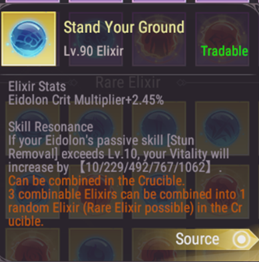 Stand Your Ground
Lv.90 Elixir
Tradable
Rare Elixir
Elixir Stats
Eidolon Crit Multiplier+2.45%
Skill Resonance
If your Eidolon's passive skill [Stun
Removal] exceeds Lv.10, your Vitality will
increase by 【10/229/492/767/1062】.
Can be combined in the Crucible.
3 combinable Elixirs can be combined into 1
random Elixir (Rare Elixir possible) in the Cr
ucible.
Source